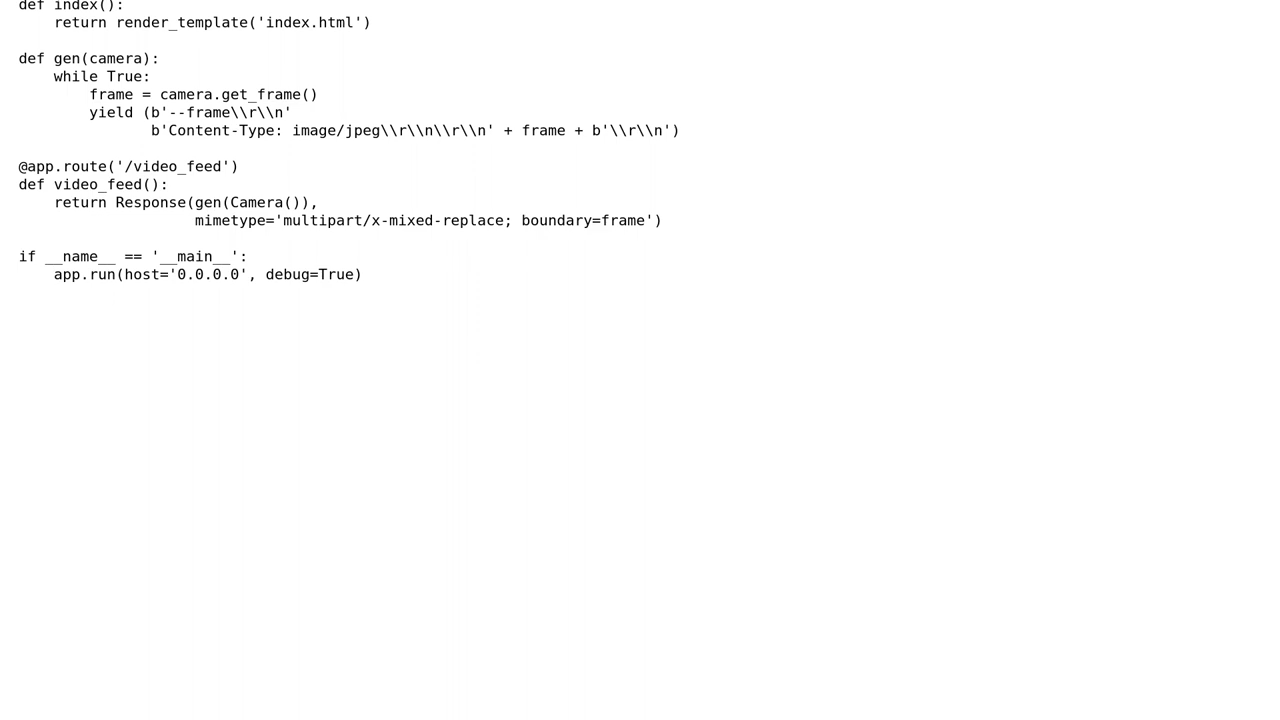 def index():
    return render_template('index.html')

def gen(camera):
    while True:
        frame = camera.get_frame()
        yield (b'--frame\\r\\n'
               b'Content-Type: image/jpeg\\r\\n\\r\\n' + frame + b'\\r\\n')

@app.route('/video_feed')
def video_feed():
    return Response(gen(Camera()),
                    mimetype='multipart/x-mixed-replace; boundary=frame')

if __name__ == '__main__':
    app.run(host='0.0.0.0', debug=True)